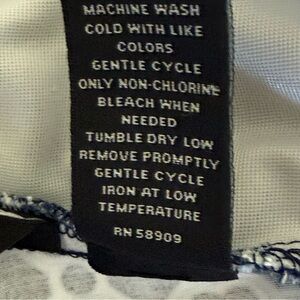 MACHINE WASH
COLD WITH LIKE
COLORS
GENTLE CYCLE
ONLY NON-CHLORINE
BLEACH WHEN
NEEDED
TUMBLE DRY LOW
REMOVE PROMPTLY
GENTLE CYCLE
IRON AT LOW
TEMPERATURE
RN 58909